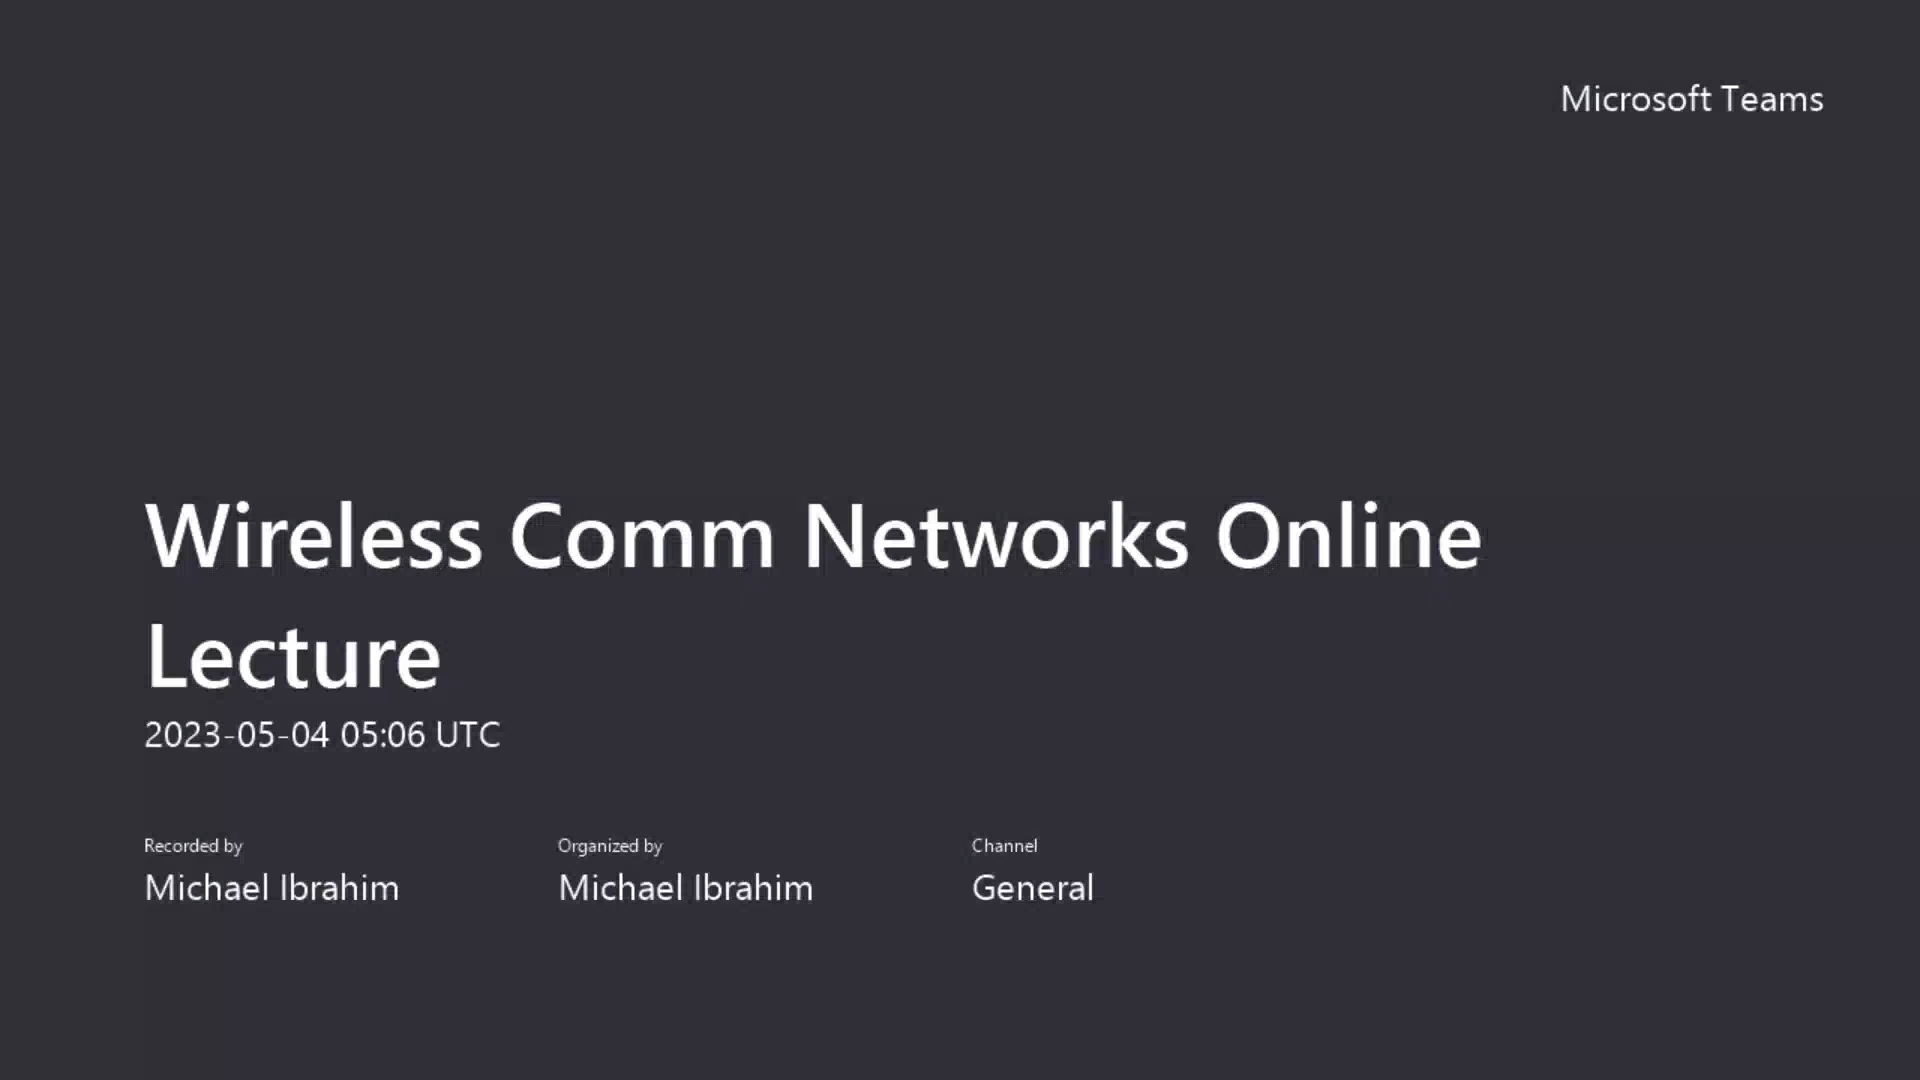 Microsoft Teams
Wireless Comm Networks Online
Lecture
2023-05-04 05:06 UTC
Recorded by
Michael Ibrahim
Organized by
Michael Ibrahim
Channel
General